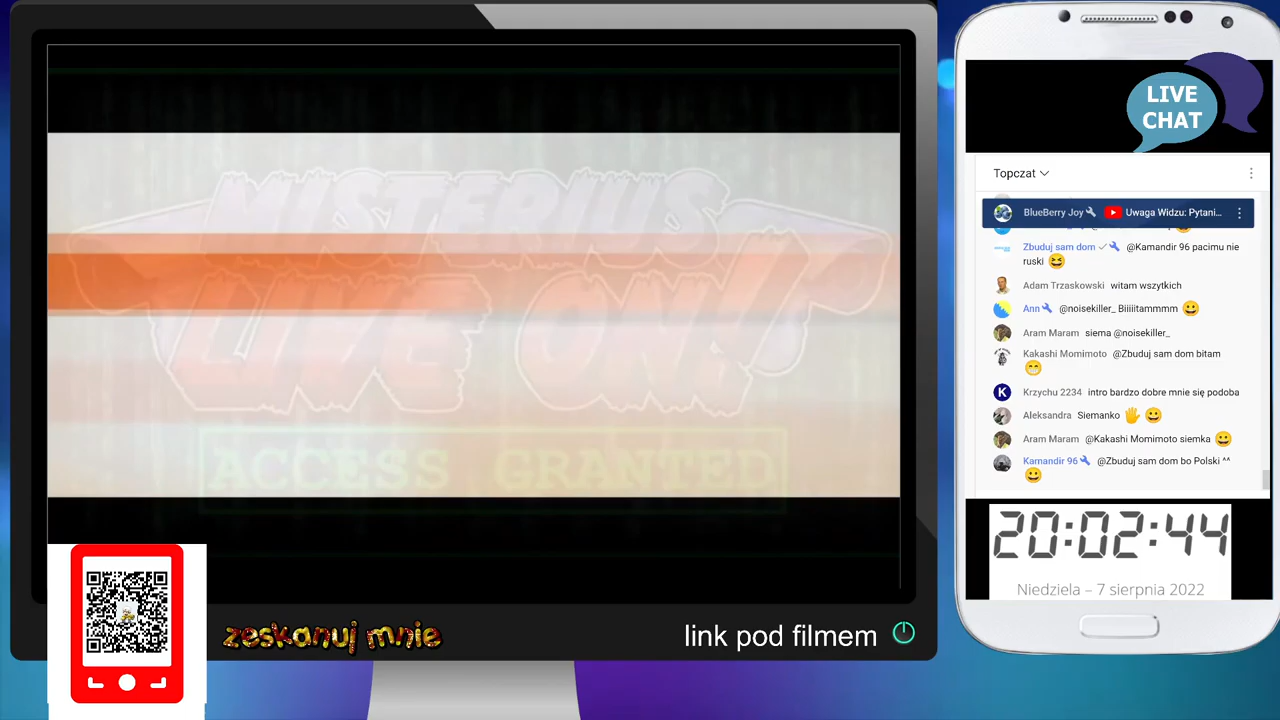 MISTERIUS
LIVE ON!
ACCESS GRANTED
zeskanuj mnie
link pod filmem
LIVE
CHAT
Topczat
BlueBerry Joy Uwaga Widzu: Pytani...
Zbuduj sam dom @Kamandir 96 pacimu nie
ruski
Adam Trzaskowski witam wszytkich
Ann @noisekiller_ Biiiiitammmm
Aram Maram siema @noisekiller_
Kakashi Momimoto @Zbuduj sam dom bitam
K Krzychu 2234 intro bardzo dobre mnie się podoba
Aleksandra Siemanko
Aram Maram @Kakashi Momimoto siemka
Kamandir 96 @Zbuduj sam dom bo Polski ^^
20:02:44
Niedziela – 7 sierpnia 2022